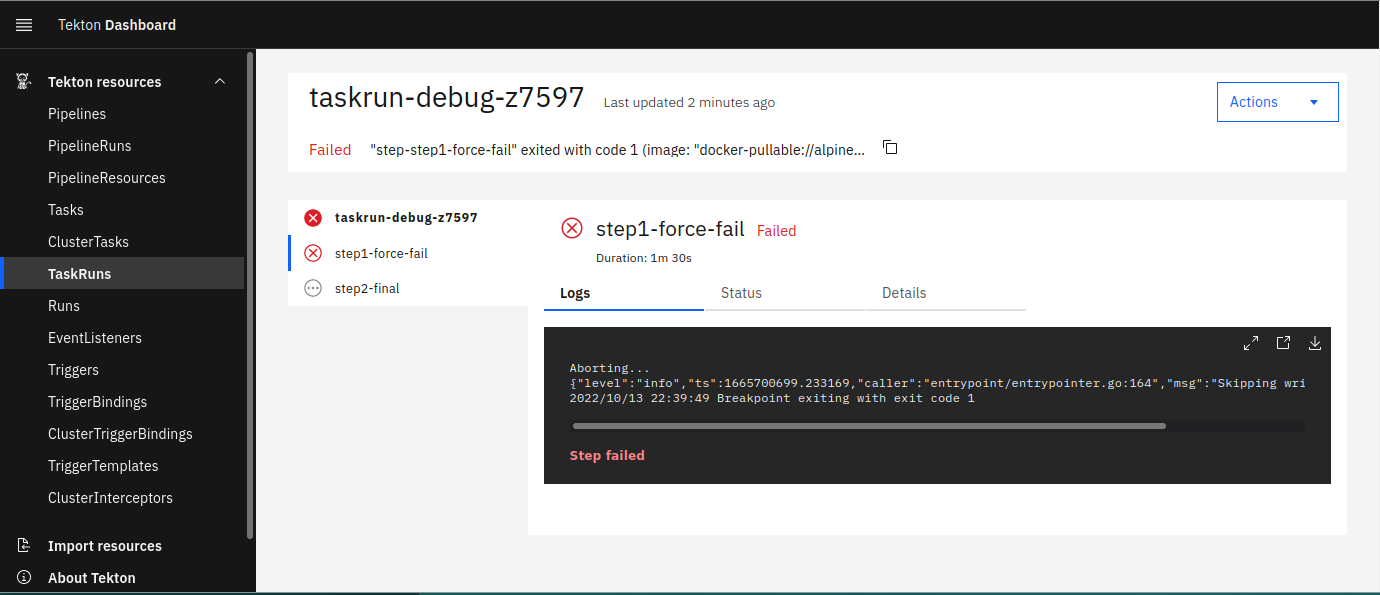 Tekton Dashboard
Tekton resources
Pipelines
PipelineRuns
PipelineResources
Tasks
ClusterTasks
TaskRuns
Runs
EventListeners
Triggers
TriggerBindings
ClusterTriggerBindings
TriggerTemplates
ClusterInterceptors
Import resources
About Tekton
taskrun-debug-z7597 Last updated 2 minutes ago
Actions
Failed "step-step1-force-fail" exited with code 1 (image: "docker-pullable://alpine...
taskrun-debug-z7597
step1-force-fail
step2-final
step1-force-fail Failed
Duration: 1m 30s
Logs Status Details
Aborting...
{"level":"info","ts":1665700699.233169,"caller":"entrypoint/entrypointer.go:164","msg":"Skipping wri
2022/10/13 22:39:49 Breakpoint exiting with exit code 1
Step failed